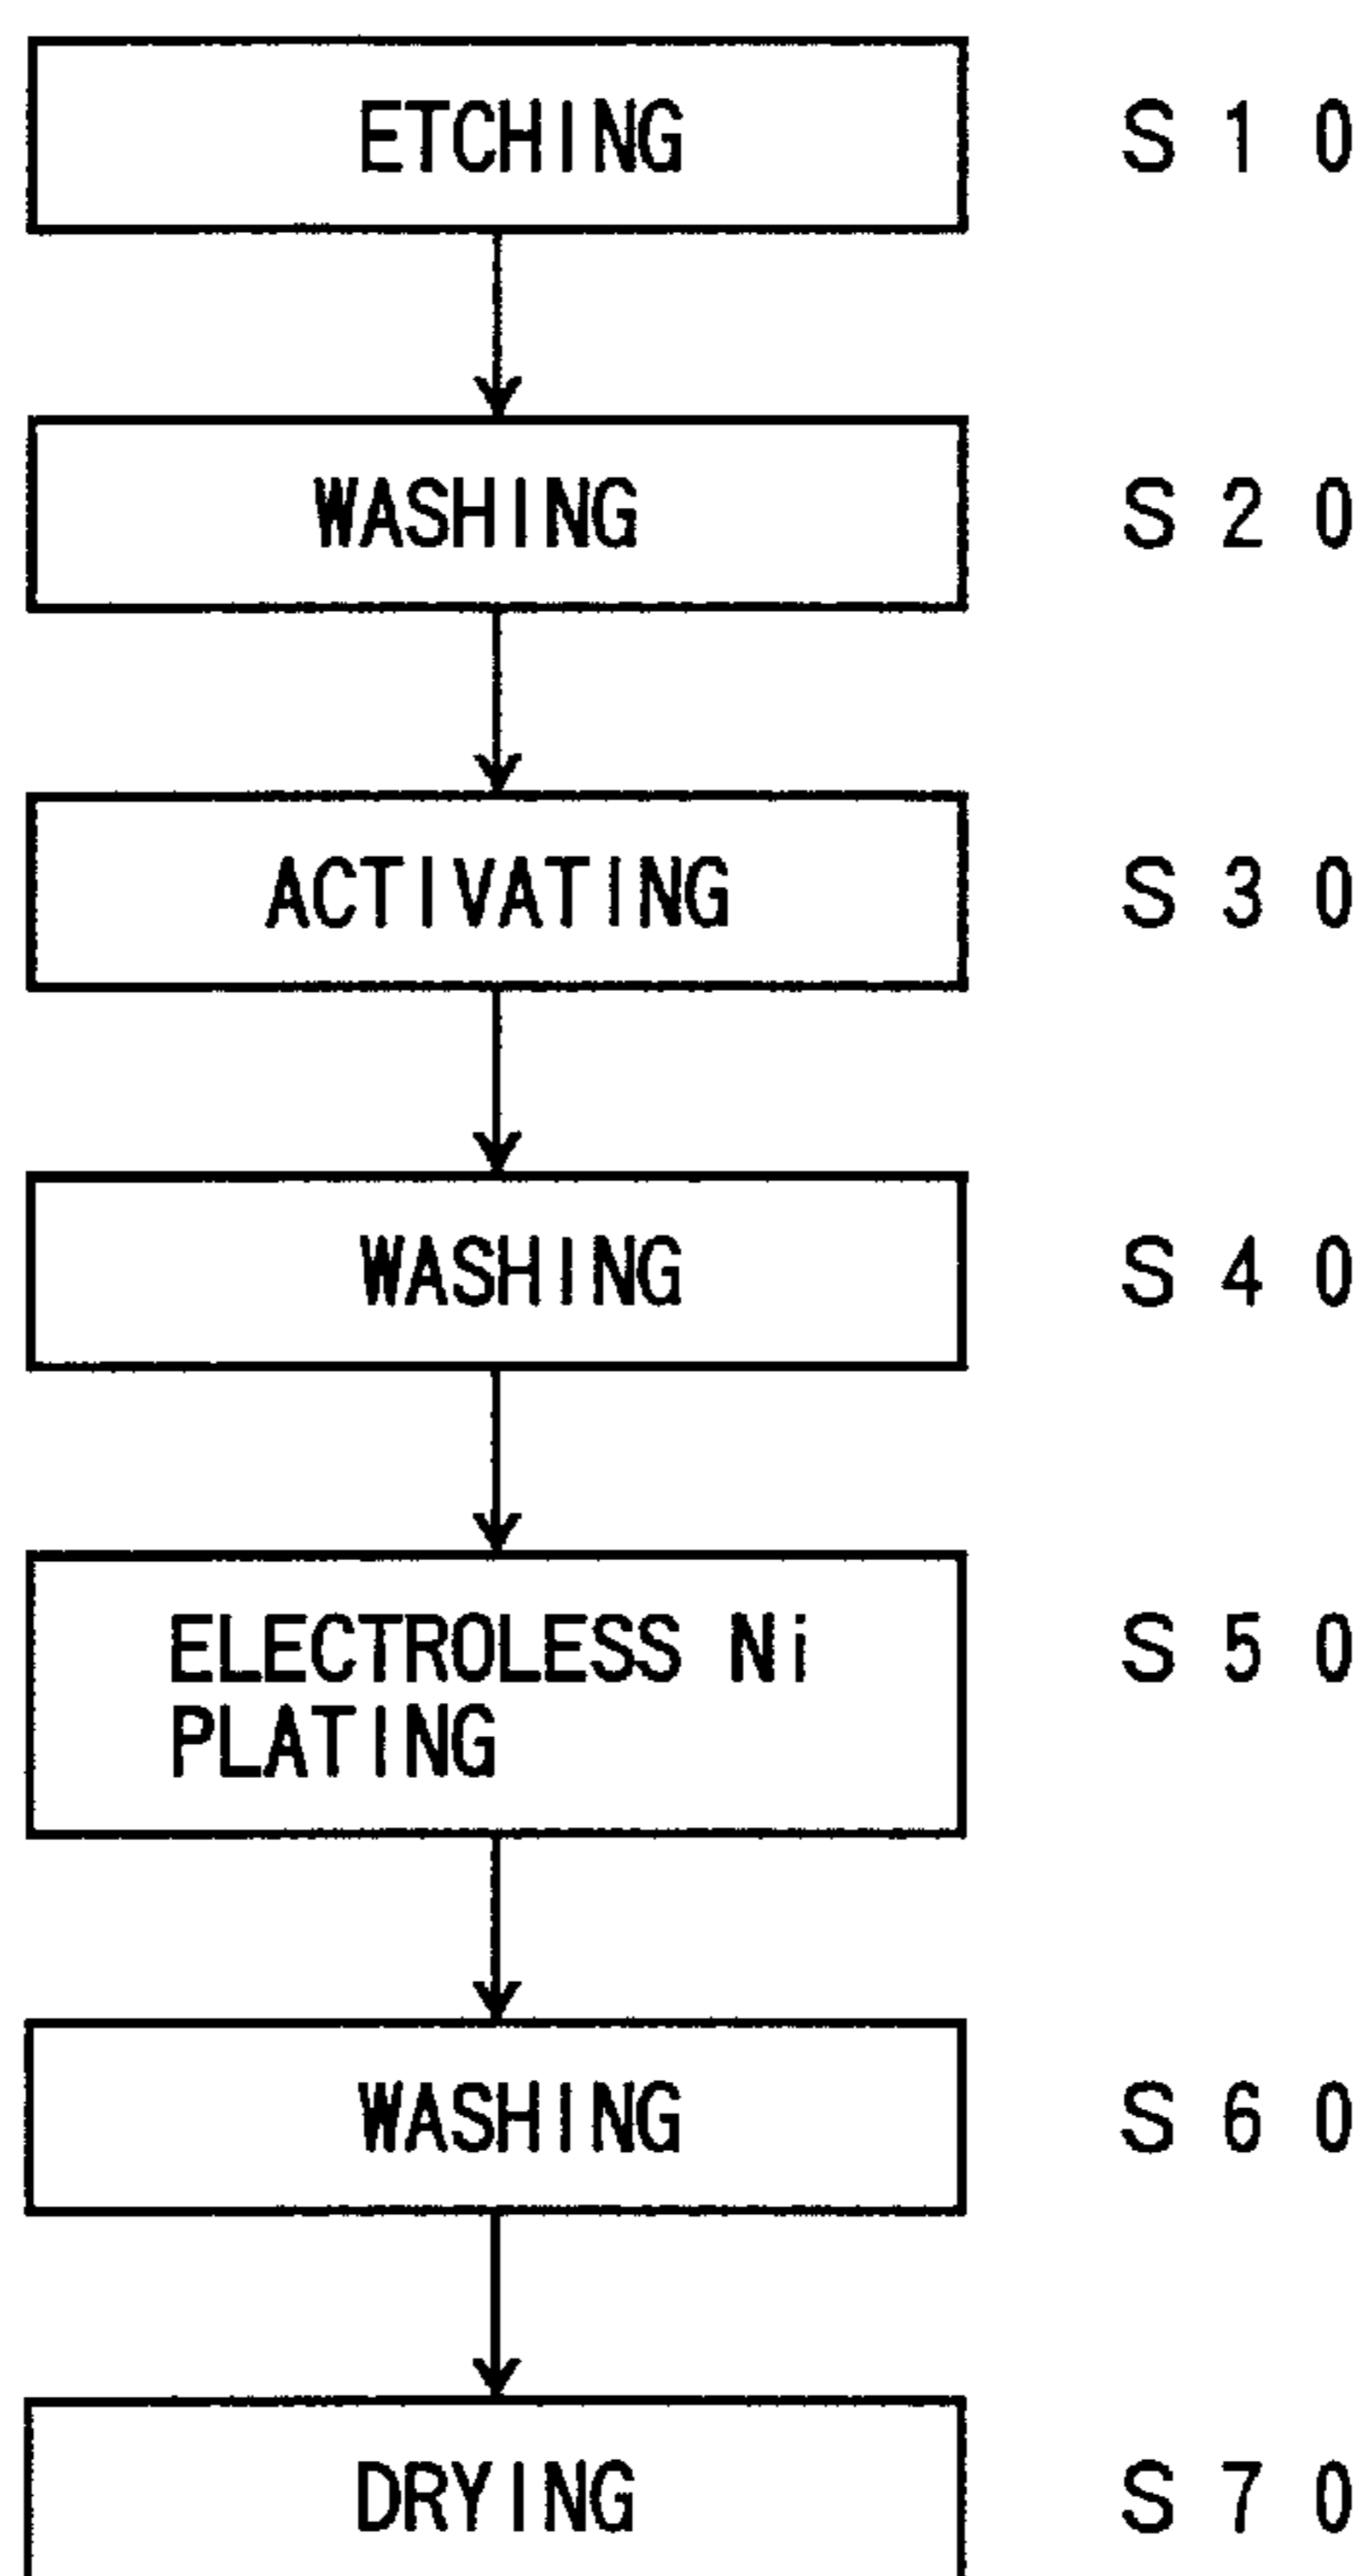 ETCHING S10
WASHING S20
ACTIVATING S30
WASHING S40
ELECTROLESS Ni S50
PLATING
WASHING S60
DRYING S70